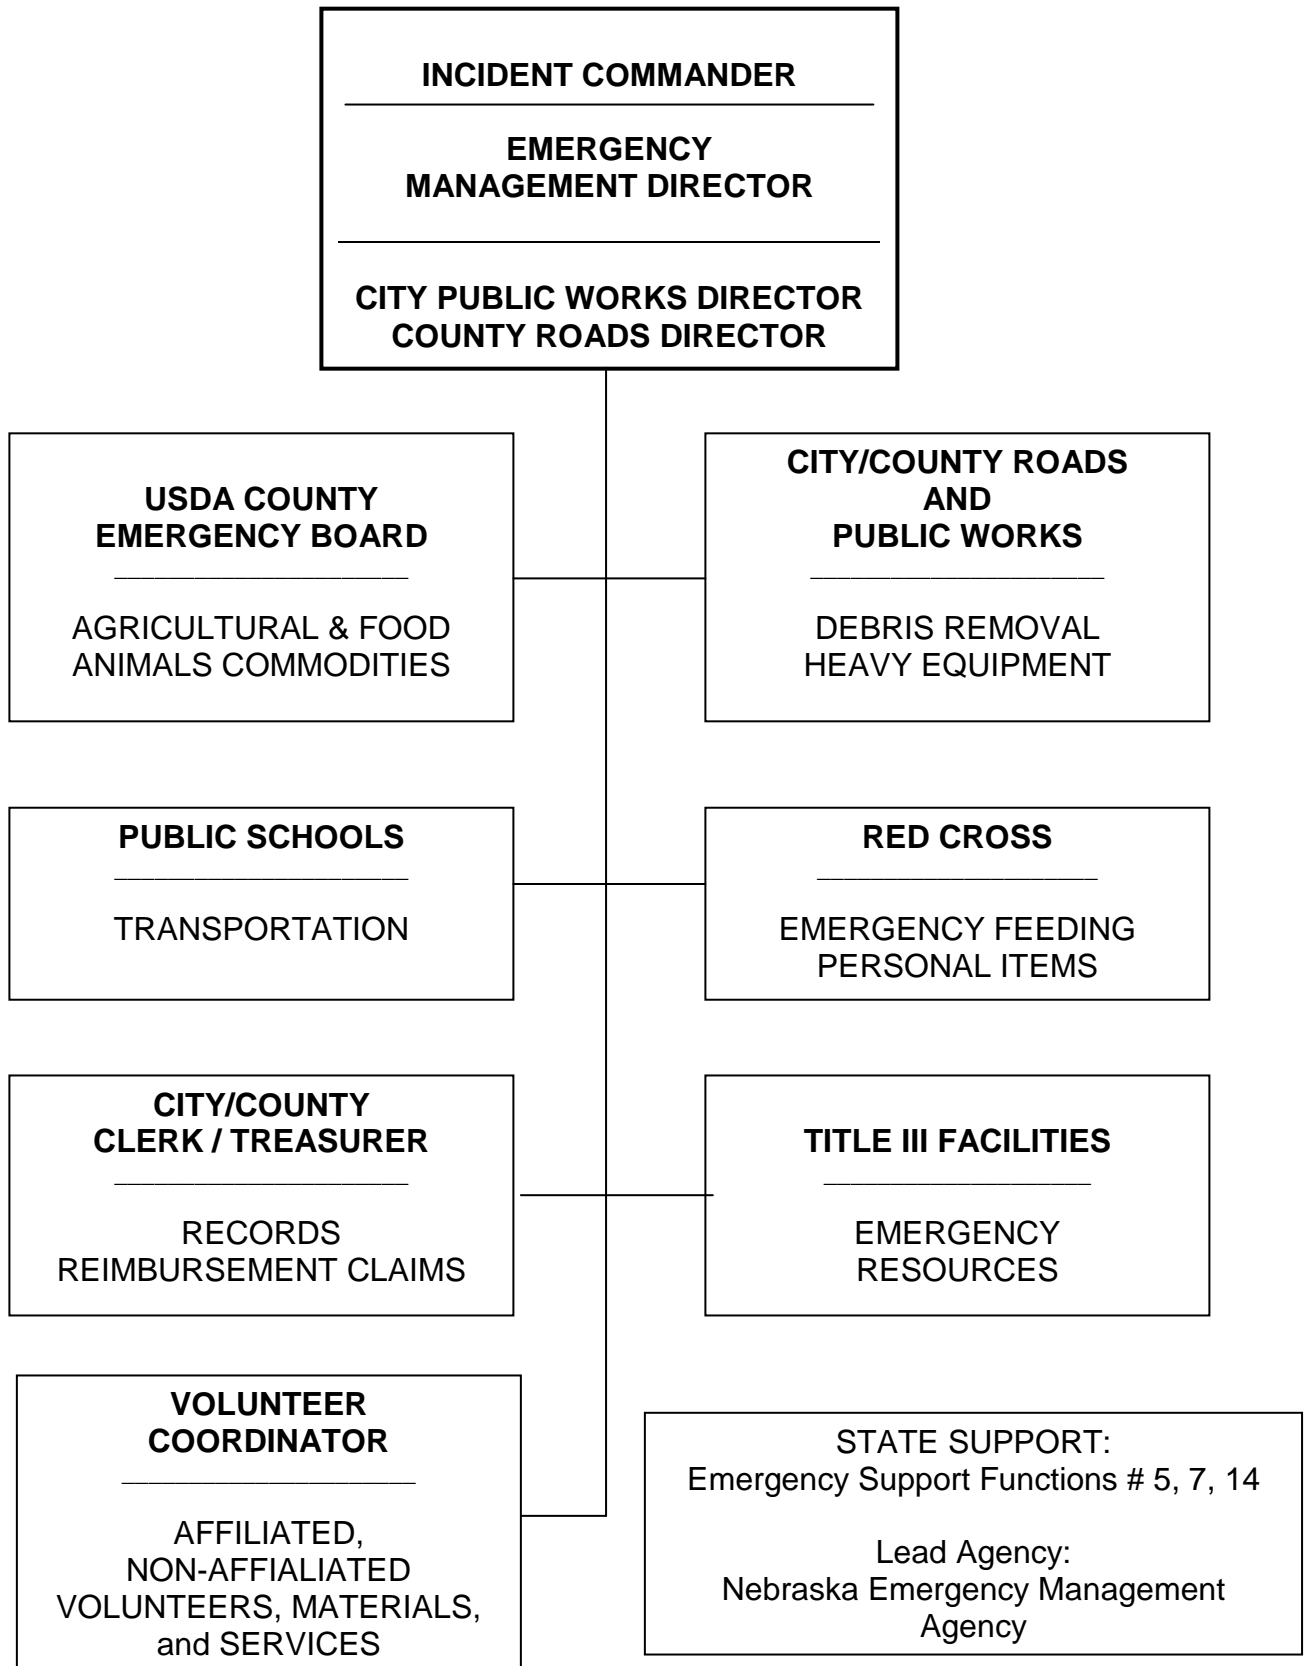 INCIDENT COMMANDER
EMERGENCY
MANAGEMENT DIRECTOR
CITY PUBLIC WORKS DIRECTOR
COUNTY ROADS DIRECTOR
USDA COUNTY
EMERGENCY BOARD
AGRICULTURAL & FOOD
ANIMALS COMMODITIES
CITY/COUNTY ROADS
AND
PUBLIC WORKS
DEBRIS REMOVAL
HEAVY EQUIPMENT
PUBLIC SCHOOLS
TRANSPORTATION
RED CROSS
EMERGENCY FEEDING
PERSONAL ITEMS
CITY/COUNTY
CLERK / TREASURER
RECORDS
REIMBURSEMENT CLAIMS
TITLE III FACILITIES
EMERGENCY
RESOURCES
VOLUNTEER
COORDINATOR
AFFILIATED,
NON-AFFIALIATED
VOLUNTEERS, MATERIALS,
and SERVICES
STATE SUPPORT:
Emergency Support Functions # 5, 7, 14
Lead Agency:
Nebraska Emergency Management
Agency